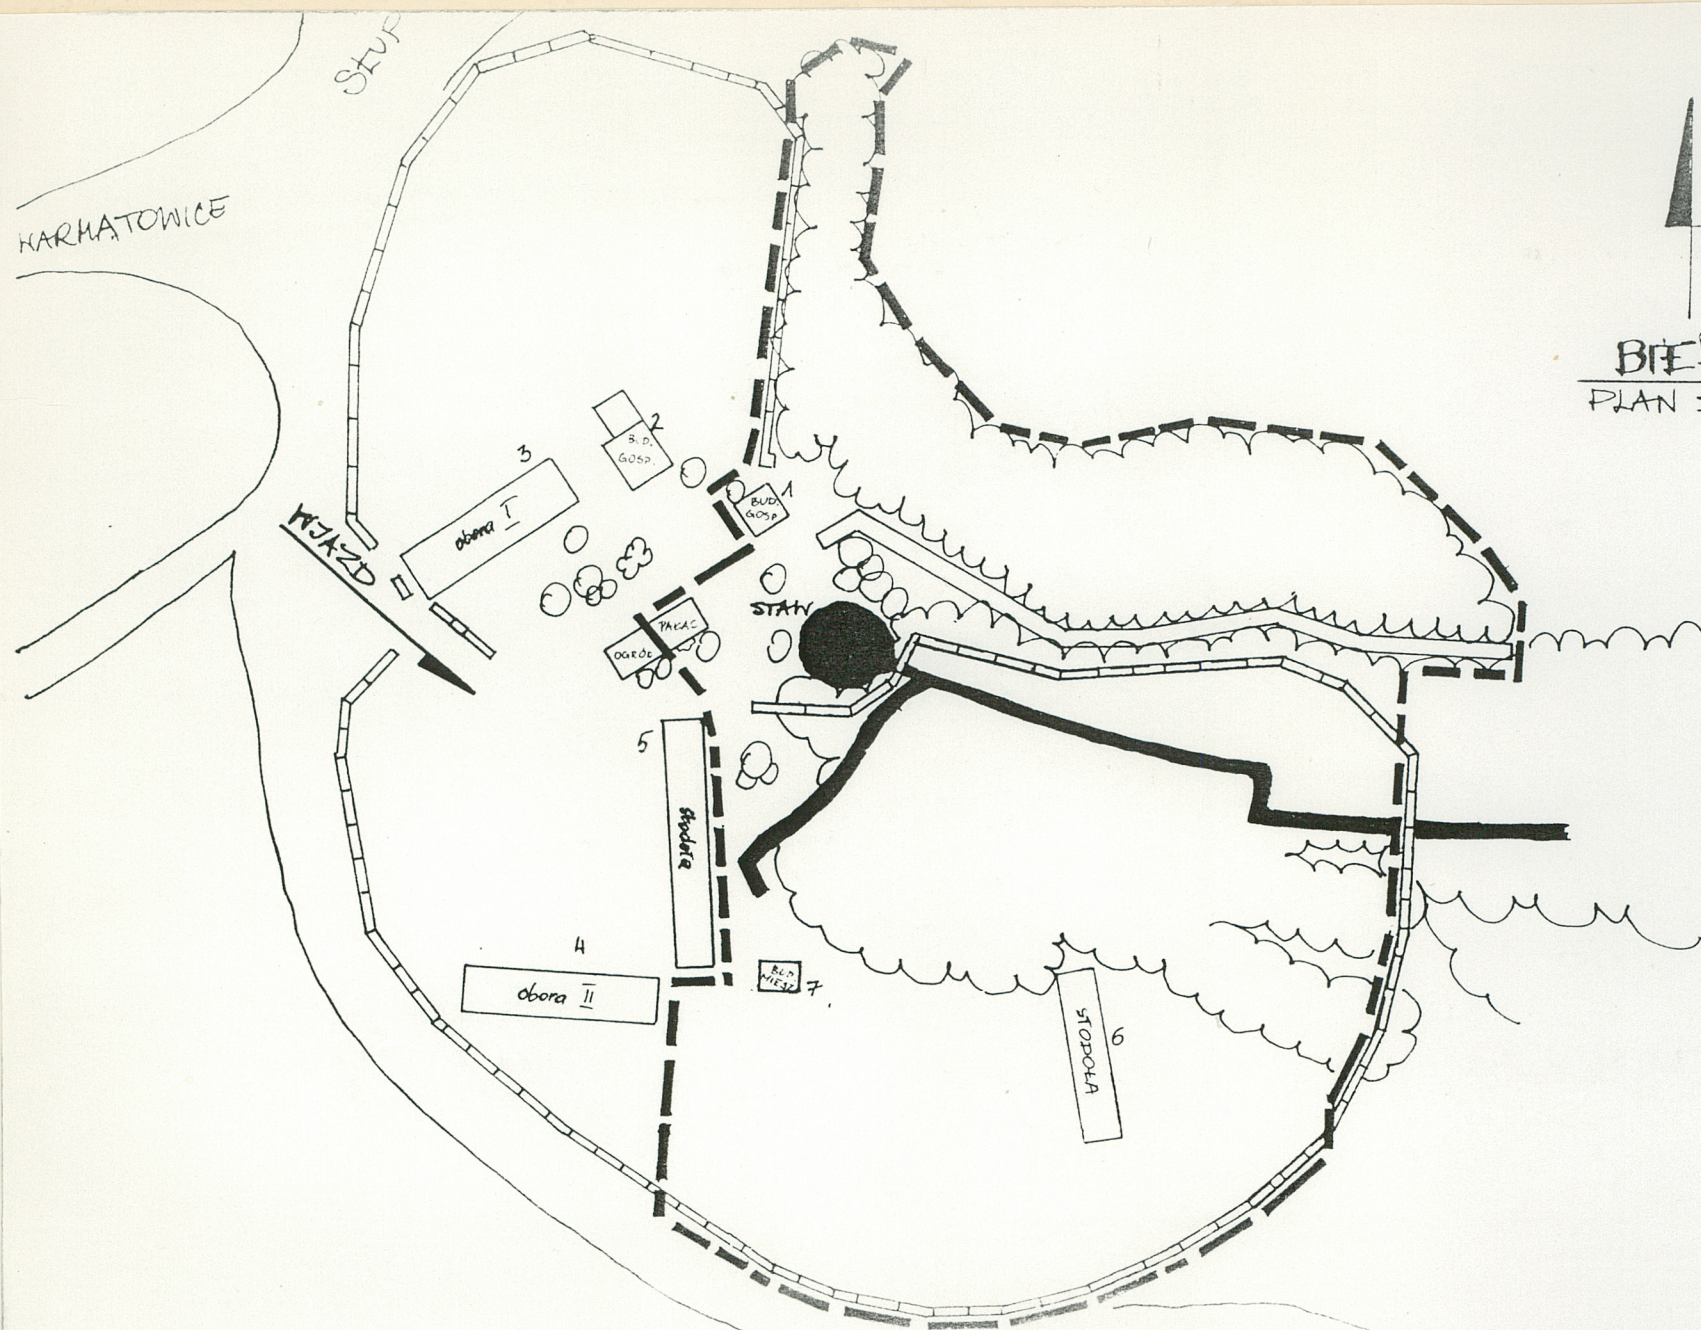 SŁUP
WARMATOWICE
BIE
PLAN
2
BUD.
GOSP.
3
obora I
1
BUD.
GOSP
WJAZD
STAW
PAŁAC
OGRÓD
5
stodoła
4
obora II
BUD
MIESZ
7
STODOŁA
6